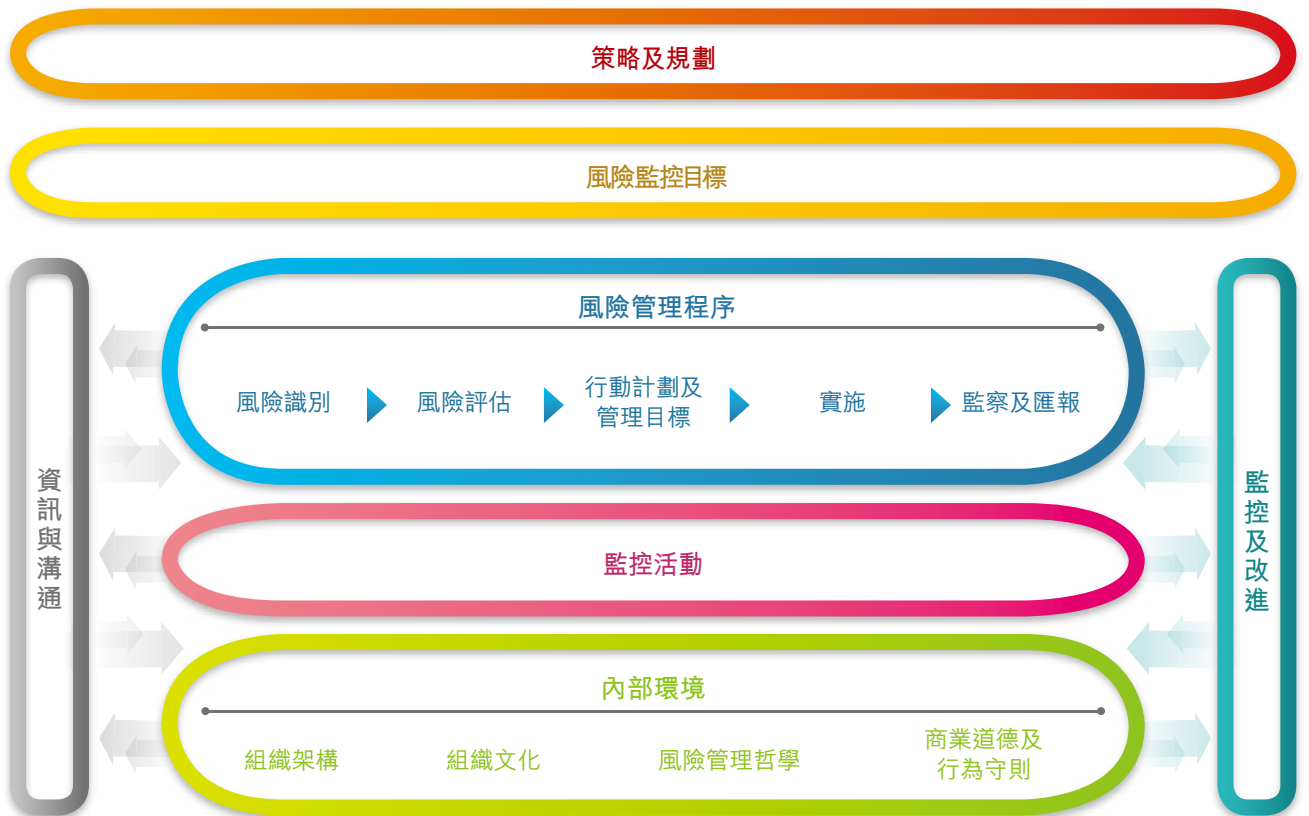 策略及規劃
風險監控目標
風險管理程序
風險識別
風險評估
行動計劃及
管理目標
實施
監察及匯報
資訊與溝通
監控及改進
監控活動
內部環境
組織架構
組織文化
風險管理哲學
商業道德及
行為守則